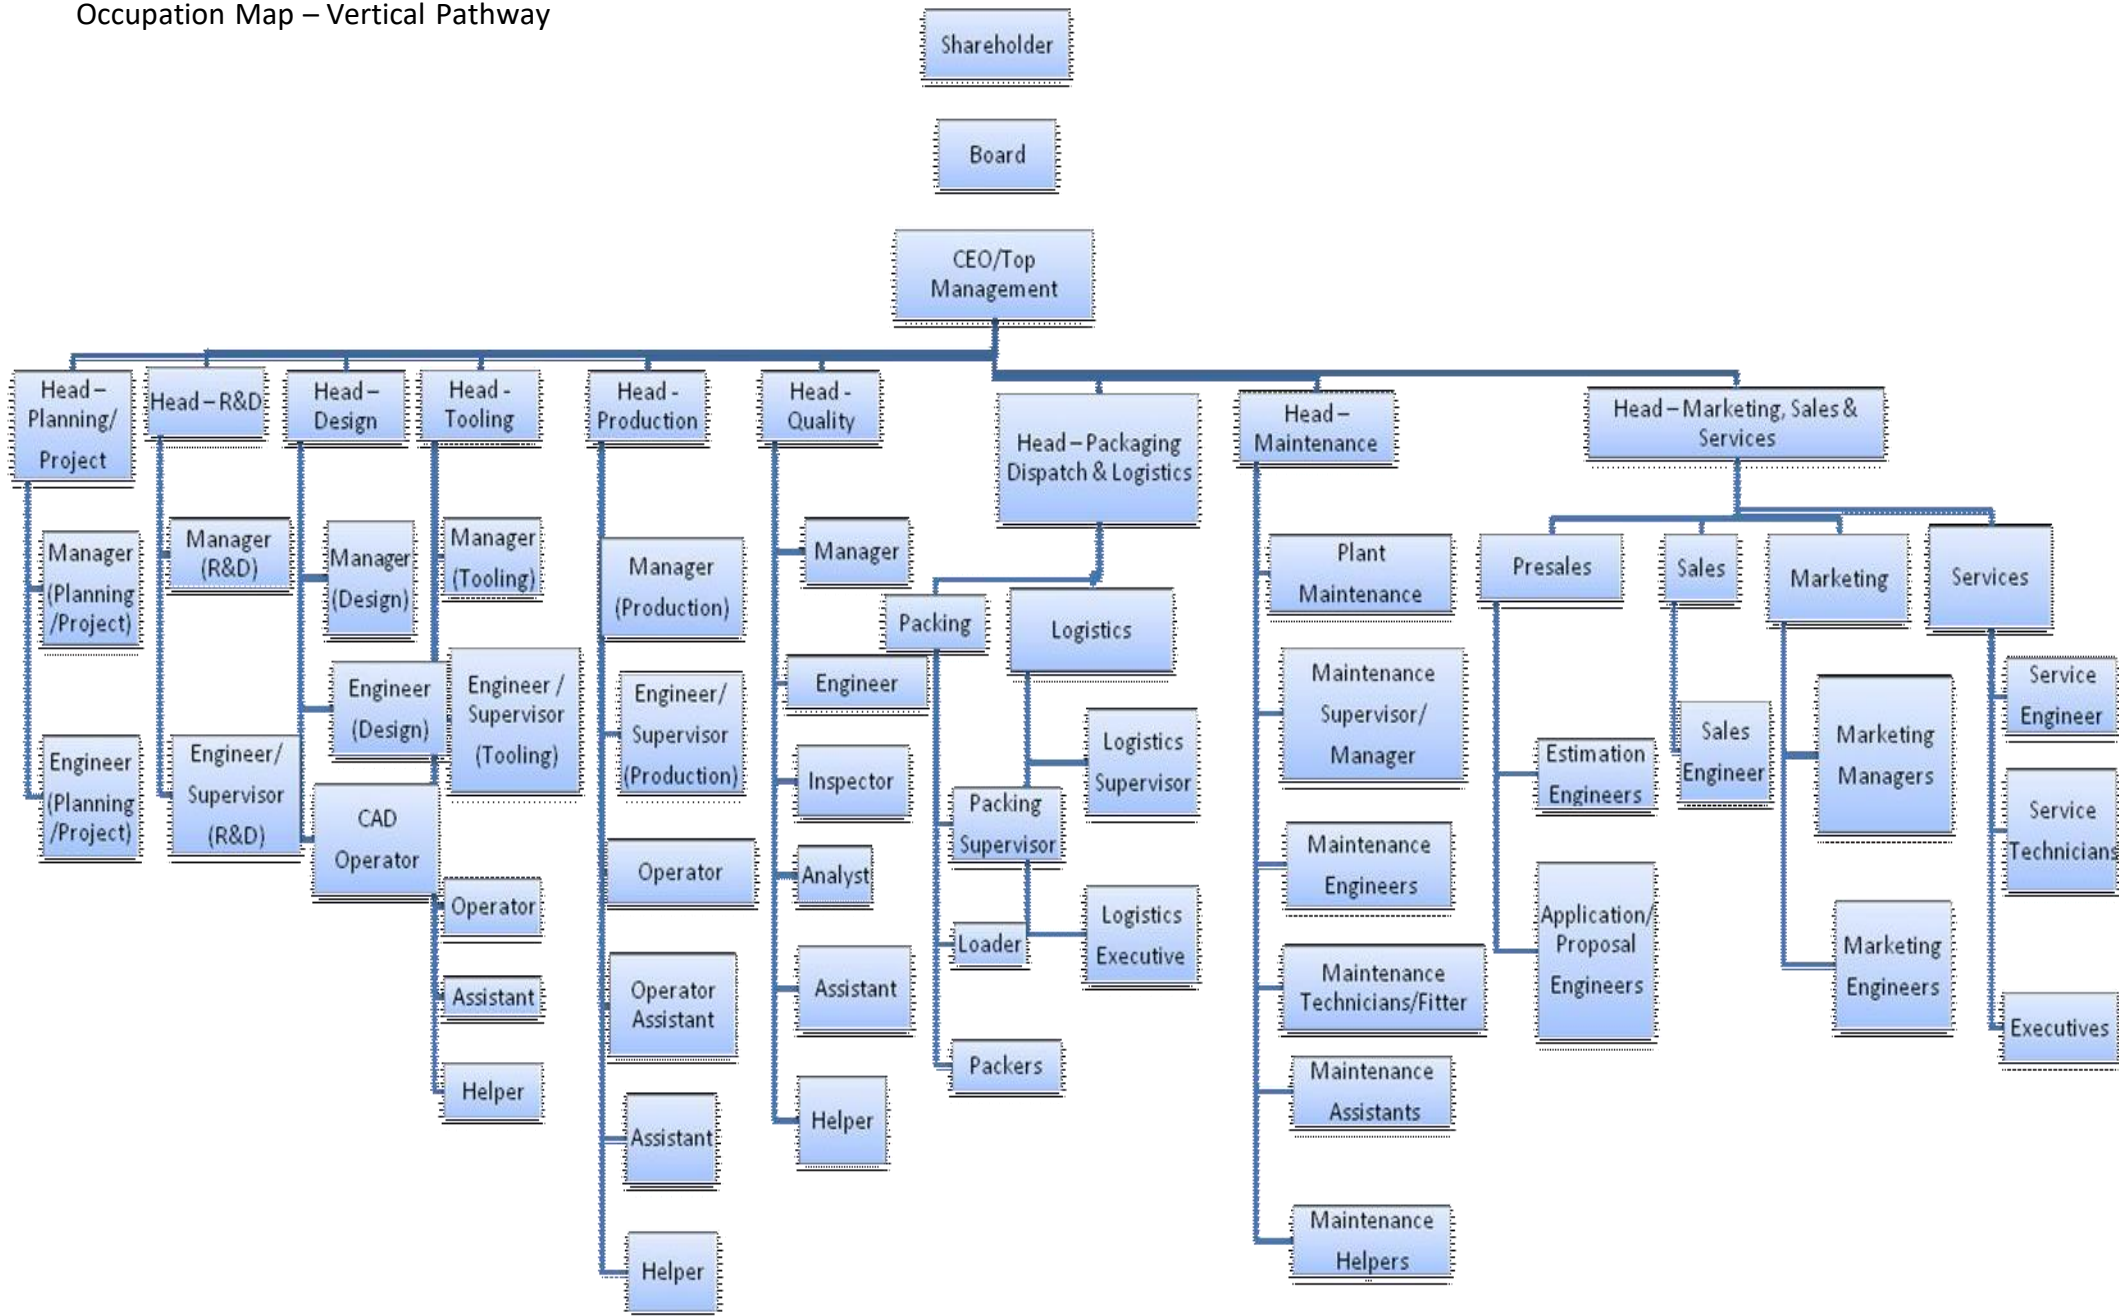 Occupation Map – Vertical Pathway
Shareholder
Board
CEO/Top
Management
Head –
Planning/
Project
Manager
(Planning
/Project)
Engineer
(Planning
/Project)
Head – R&D
Manager
(R&D)
Engineer/
Supervisor
(R&D)
Head –
Design
Manager
(Design)
Engineer
(Design)
CAD
Operator
Head -
Tooling
Manager
(Tooling)
Engineer /
Supervisor
(Tooling)
Operator
Assistant
Helper
Head -
Production
Manager
(Production)
Engineer/
Supervisor
(Production)
Operator
Operator
Assistant
Assistant
Helper
Head -
Quality
Manager
Engineer
Inspector
Analyst
Assistant
Helper
Head – Packaging
Dispatch & Logistics
Packing
Packing
Supervisor
Loader
Packers
Logistics
Logistics
Supervisor
Logistics
Executive
Head –
Maintenance
Plant
Maintenance
Maintenance
Supervisor/
Manager
Maintenance
Engineers
Maintenance
Technicians/Fitter
Maintenance
Assistants
Maintenance
Helpers
Head – Marketing, Sales &
Services
Presales
Estimation
Engineers
Application/
Proposal
Engineers
Sales
Sales
Engineer
Marketing
Marketing
Managers
Marketing
Engineers
Services
Service
Engineer
Service
Technicians
Executives